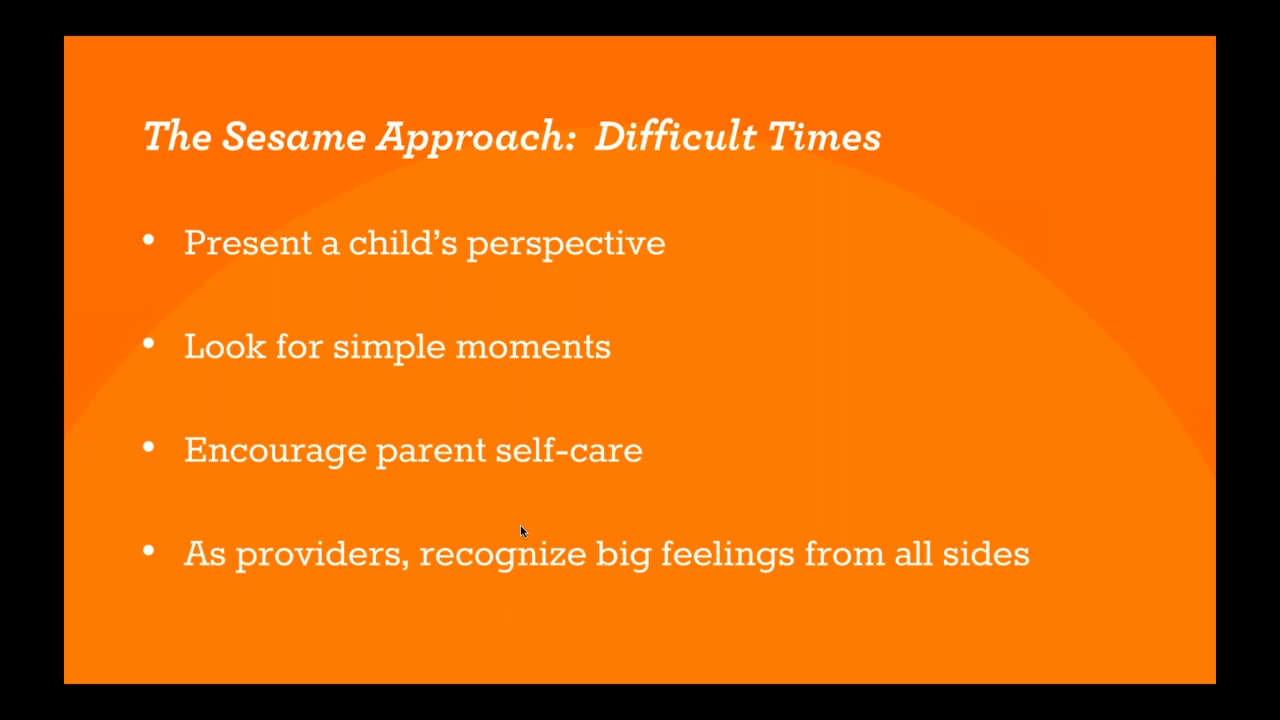 The Sesame Approach: Difficult Times
• Present a child’s perspective
• Look for simple moments
• Encourage parent self-care
• As providers, recognize big feelings from all sides